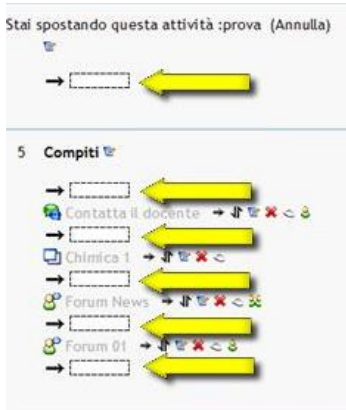 Stai spostando questa attività :prova (Annulla)
5 Compiti
Contatta il docente
Chimica 1
Forum News
Forum 01